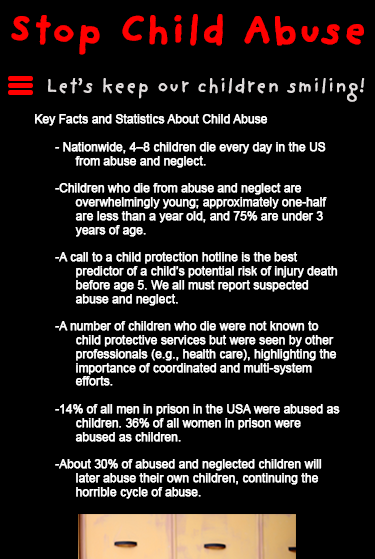 Stop Child Abuse
Let's keep our children smiling!
Key Facts and Statistics About Child Abuse
- Nationwide, 4–8 children die every day in the US
from abuse and neglect.
-Children who die from abuse and neglect are
overwhelmingly young; approximately one-half
are less than a year old, and 75% are under 3
years of age.
-A call to a child protection hotline is the best
predictor of a child's potential risk of injury death
before age 5. We all must report suspected
abuse and neglect.
-A number of children who die were not known to
child protective services but were seen by other
professionals (e.g., health care), highlighting the
importance of coordinated and multi-system
efforts.
-14% of all men in prison in the USA were abused as
children. 36% of all women in prison were
abused as children.
-About 30% of abused and neglected children will
later abuse their own children, continuing the
horrible cycle of abuse.